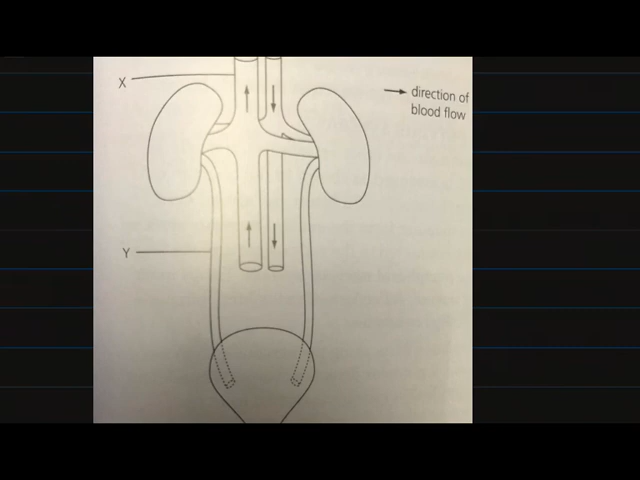 X
direction of
blood flow
Y